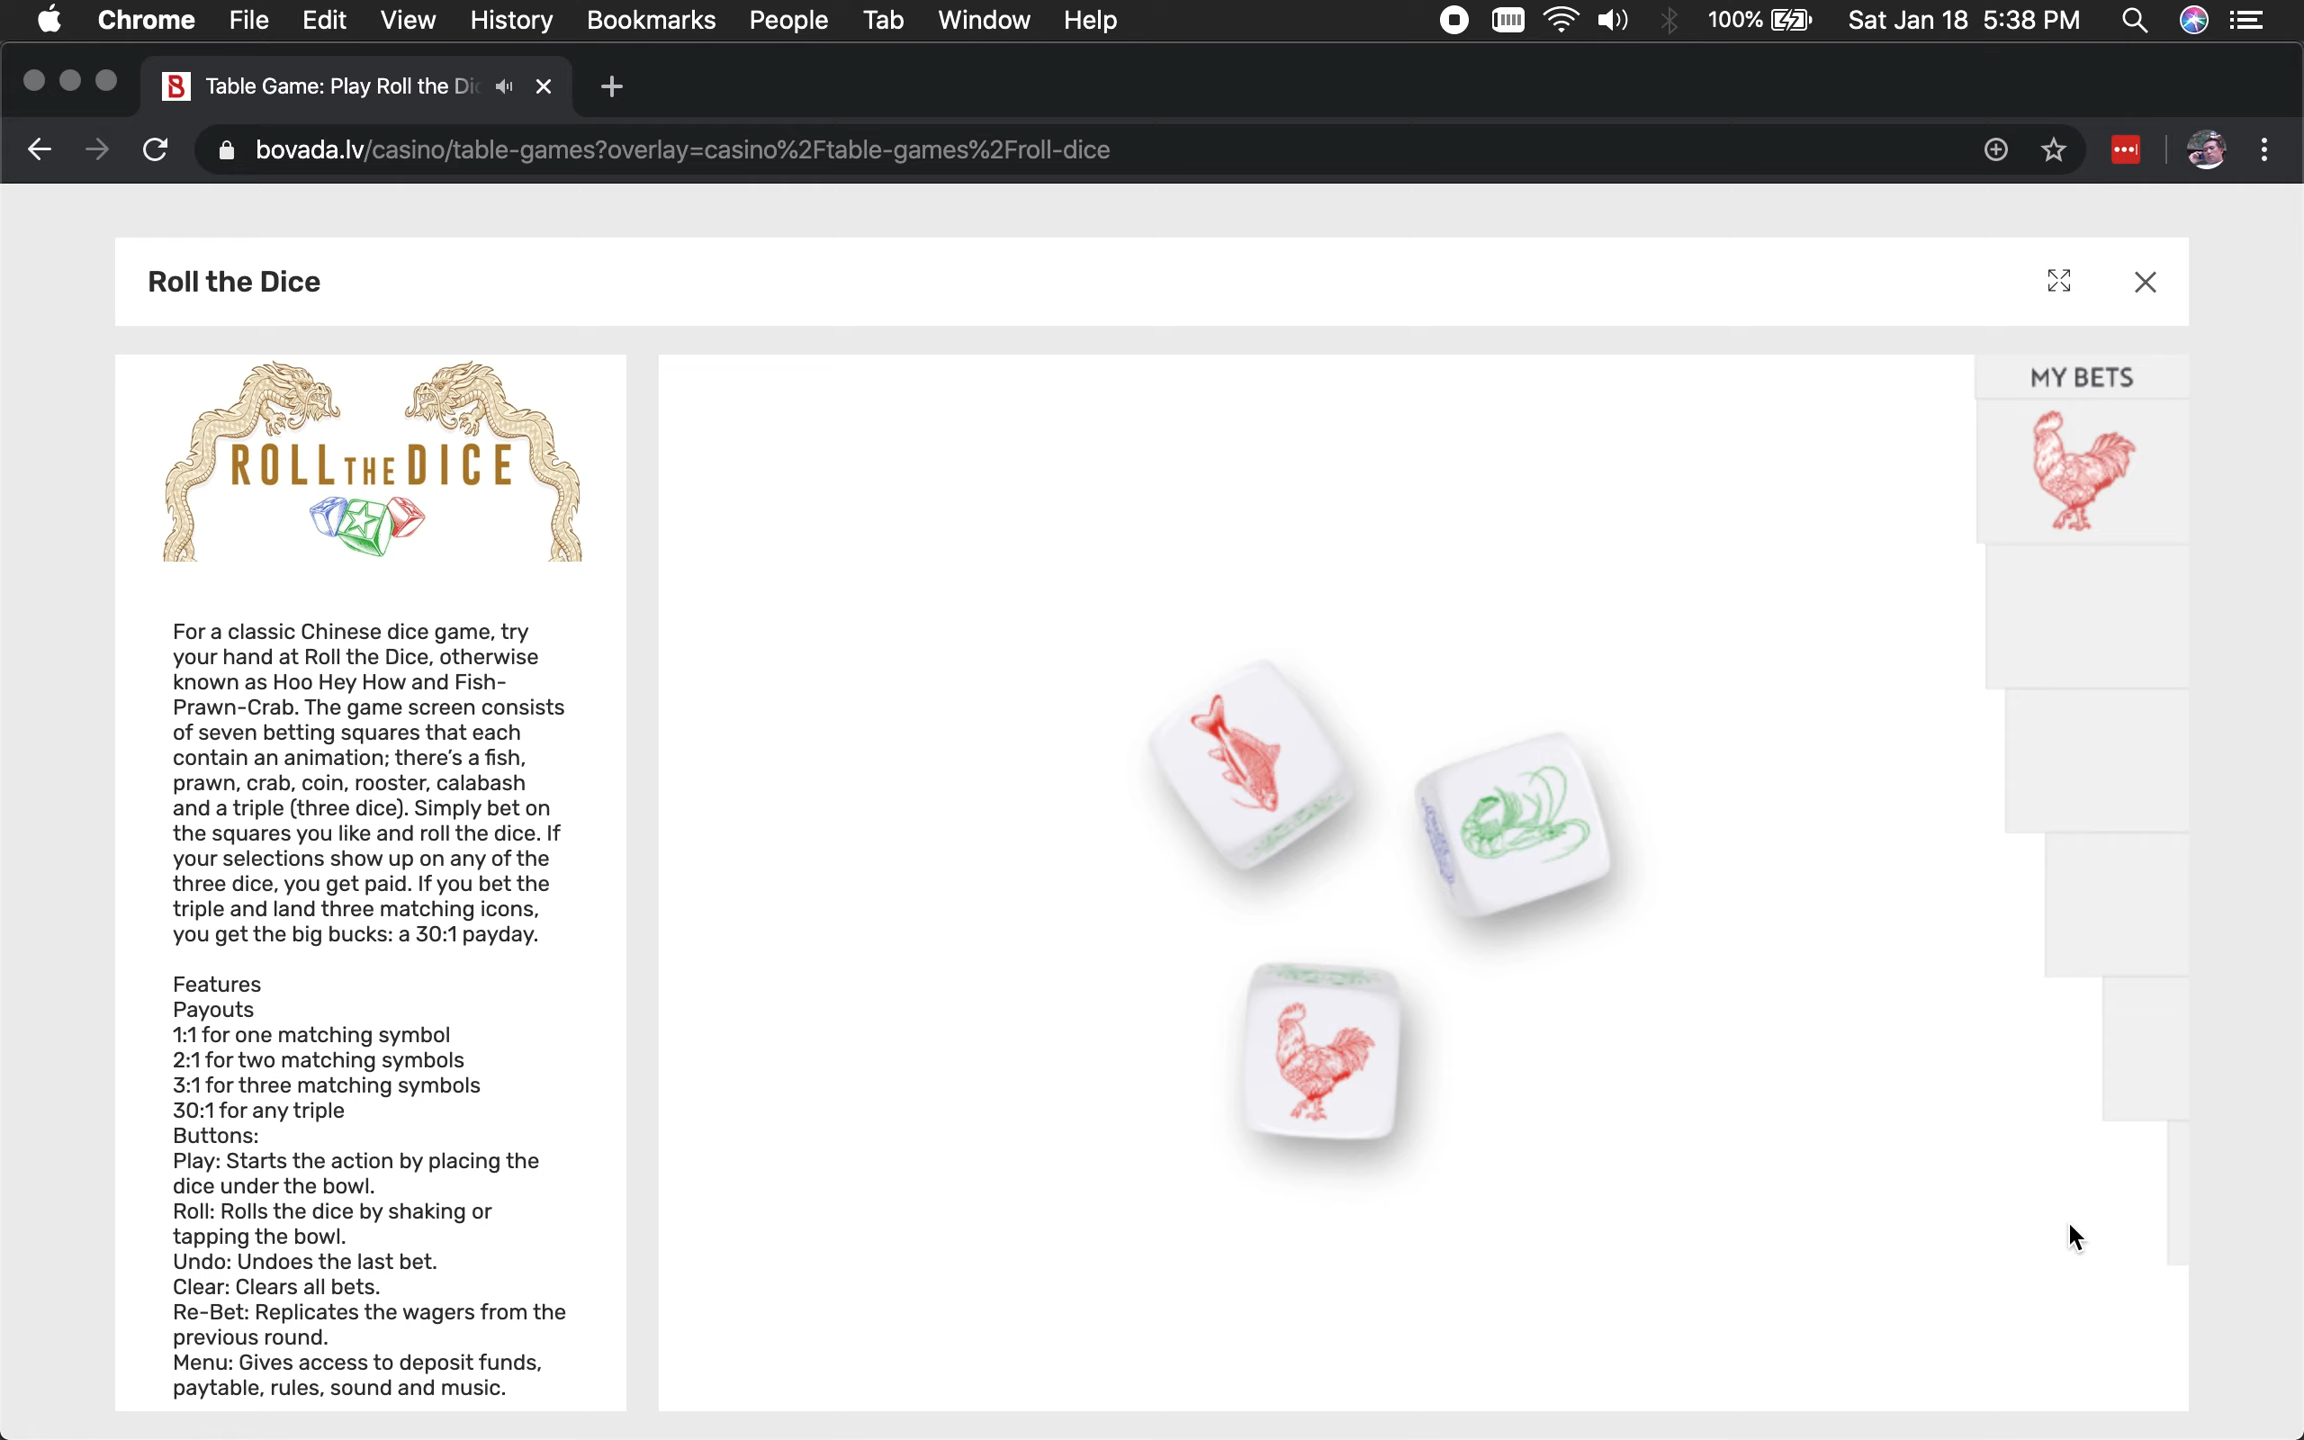 Chrome File Edit View History Bookmarks People Tab Window Help 100% Sat Jan 18 5:38 PM
Table Game: Play Roll the Di
bovada.lv/casino/table-games?overlay=casino%2Ftable-games%2Froll-dice
Roll the Dice
ROLL THE DICE
For a classic Chinese dice game, try
your hand at Roll the Dice, otherwise
known as Hoo Hey How and Fish-
Prawn-Crab. The game screen consists
of seven betting squares that each
contain an animation; there's a fish,
prawn, crab, coin, rooster, calabash
and a triple (three dice). Simply bet on
the squares you like and roll the dice. If
your selections show up on any of the
three dice, you get paid. If you bet the
triple and land three matching icons,
you get the big bucks: a 30:1 payday.
Features
Payouts
1:1 for one matching symbol
2:1 for two matching symbols
3:1 for three matching symbols
30:1 for any triple
Buttons:
Play: Starts the action by placing the
dice under the bowl.
Roll: Rolls the dice by shaking or
tapping the bowl.
Undo: Undoes the last bet.
Clear: Clears all bets.
Re-Bet: Replicates the wagers from the
previous round.
Menu: Gives access to deposit funds,
paytable, rules, sound and music.
MY BETS